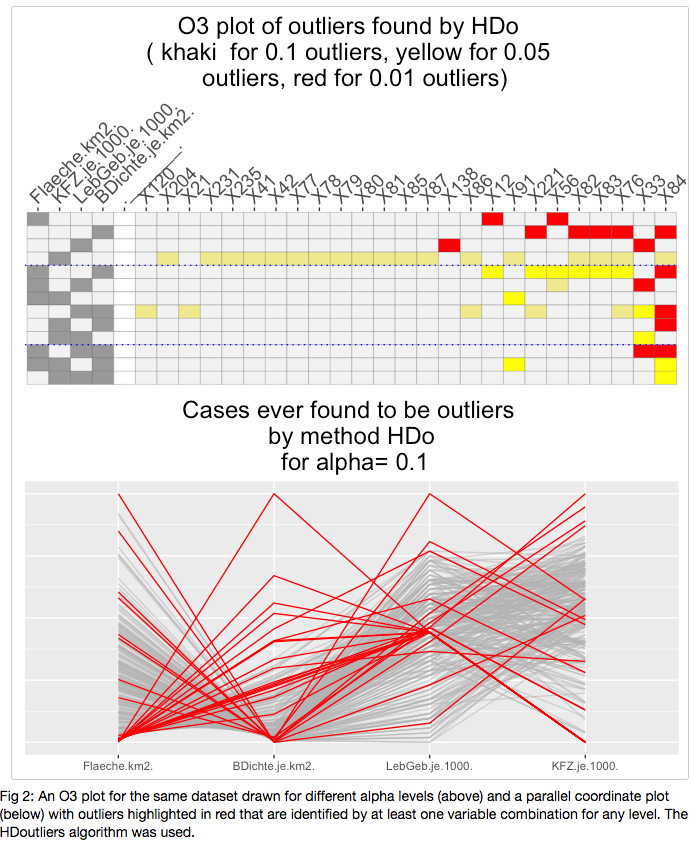 O3 plot of outliers found by HDo
( khaki  for 0.1 outliers, yellow for 0.05
outliers, red for 0.01 outliers)
Flaeche.km2.
KFZ.je.1000.
LebGeb.je.1000.
BDichte.je.km2.
.
X120
X204
X21
X231
X235
X41
X42
X77
X78
X79
X80
X81
X85
X87
X138
X86
X12
X91
X221
X56
X82
X83
X76
X33
X84
Cases ever found to be outliers
by method HDo
for alpha= 0.1
Flaeche.km2.
BDichte.je.km2.
LebGeb.je.1000.
KFZ.je.1000.
Fig 2: An O3 plot for the same dataset drawn for different alpha levels (above) and a parallel coordinate plot
(below) with outliers highlighted in red that are identified by at least one variable combination for any level. The
HDoutliers algorithm was used.